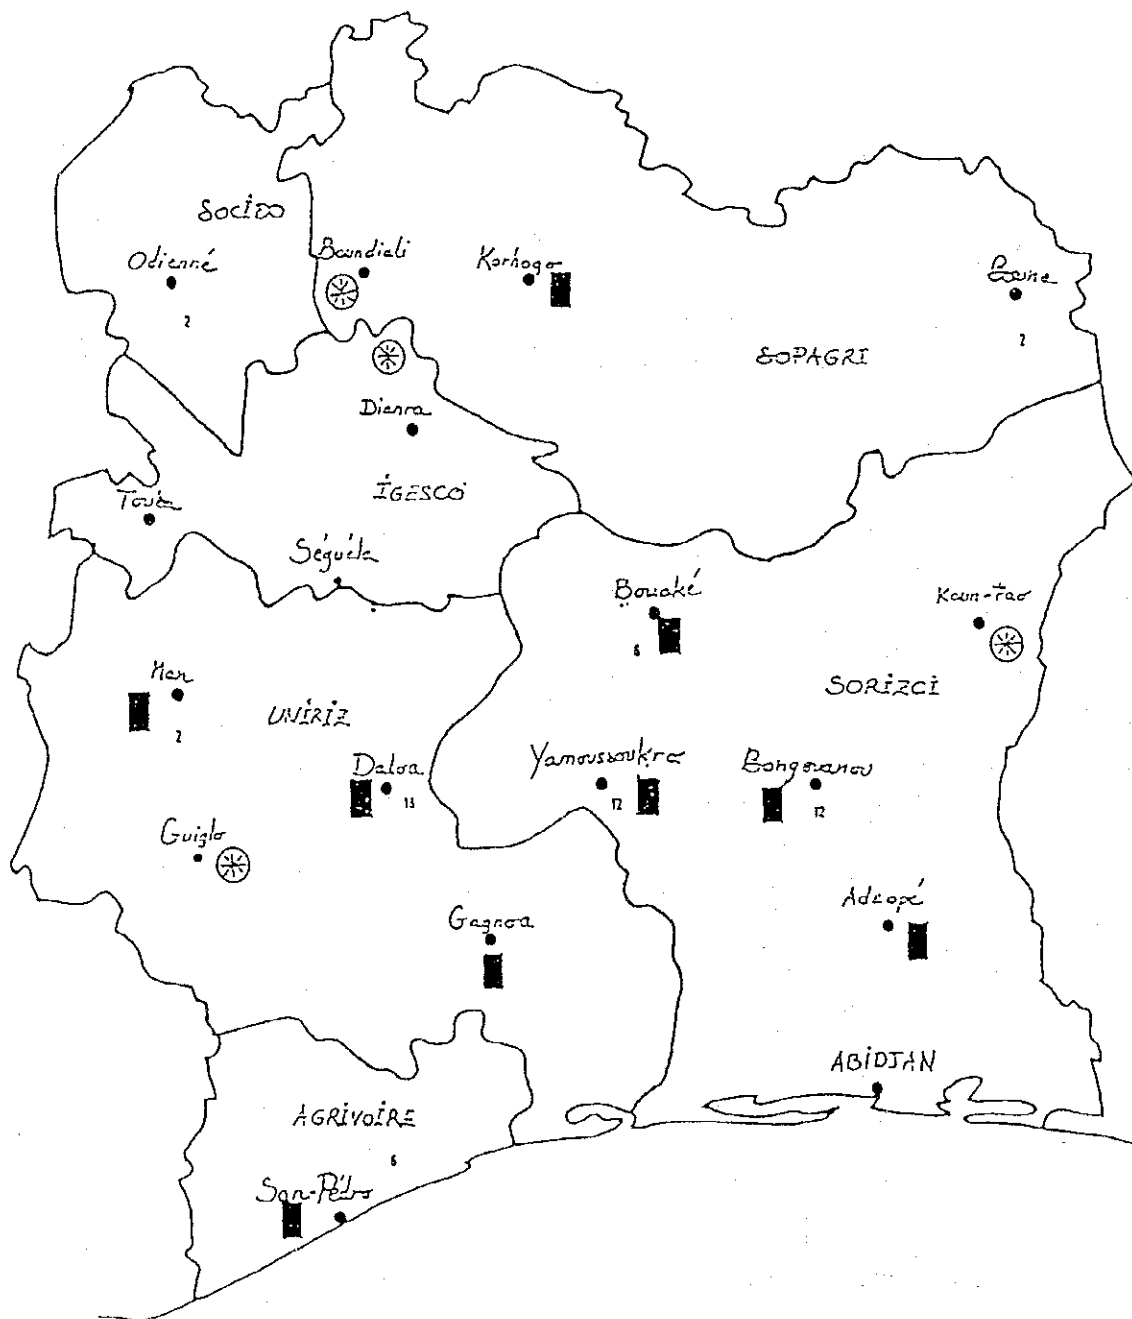 SOCIDO
Odienné
2
Boundiali
Korhogo
Bouna
2
SOPAGRI
Dianra
IGESCO
Touba
Séguéla
Bouaké
6
Koun-Fao
SORIZCI
Man
2
UNIRIZ
Daloa
13
Yamoussoukro
12
Bongouanou
12
Guiglo
Gagnoa
Adzopé
ABIDJAN
AGRIVOIRE
6
San-Pédro